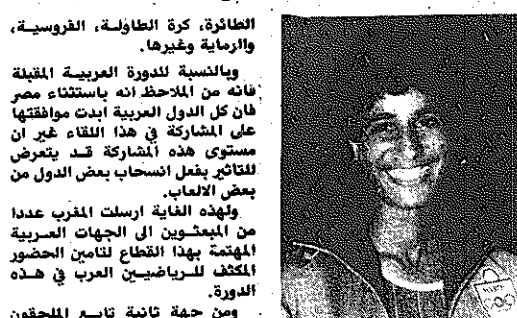 الطائرة، كرة الطاولة، الفروسية،
والرماية وغيرها.
وبالنسبة للدورة العربية المقبلة
فانه من الملاحظ انه باستثناء مصر
فان كل الدول العربية ابدت موافقتها
على المشاركة في هذا اللقاء غير ان
مستوى هذه المشاركة قد يتعرض
للتاثير بفعل انسحاب بعض الدول من
بعض الالعاب.
ولهذه الغاية ارسلت المغرب عددا
من المبعثوين الى الجهات العربية
المهتمة بهذا القطاع لتامين الحضور
المكثف للرياضيين العرب في هذه
الدورة.
ومن جهة ثانية تابع الملحقون